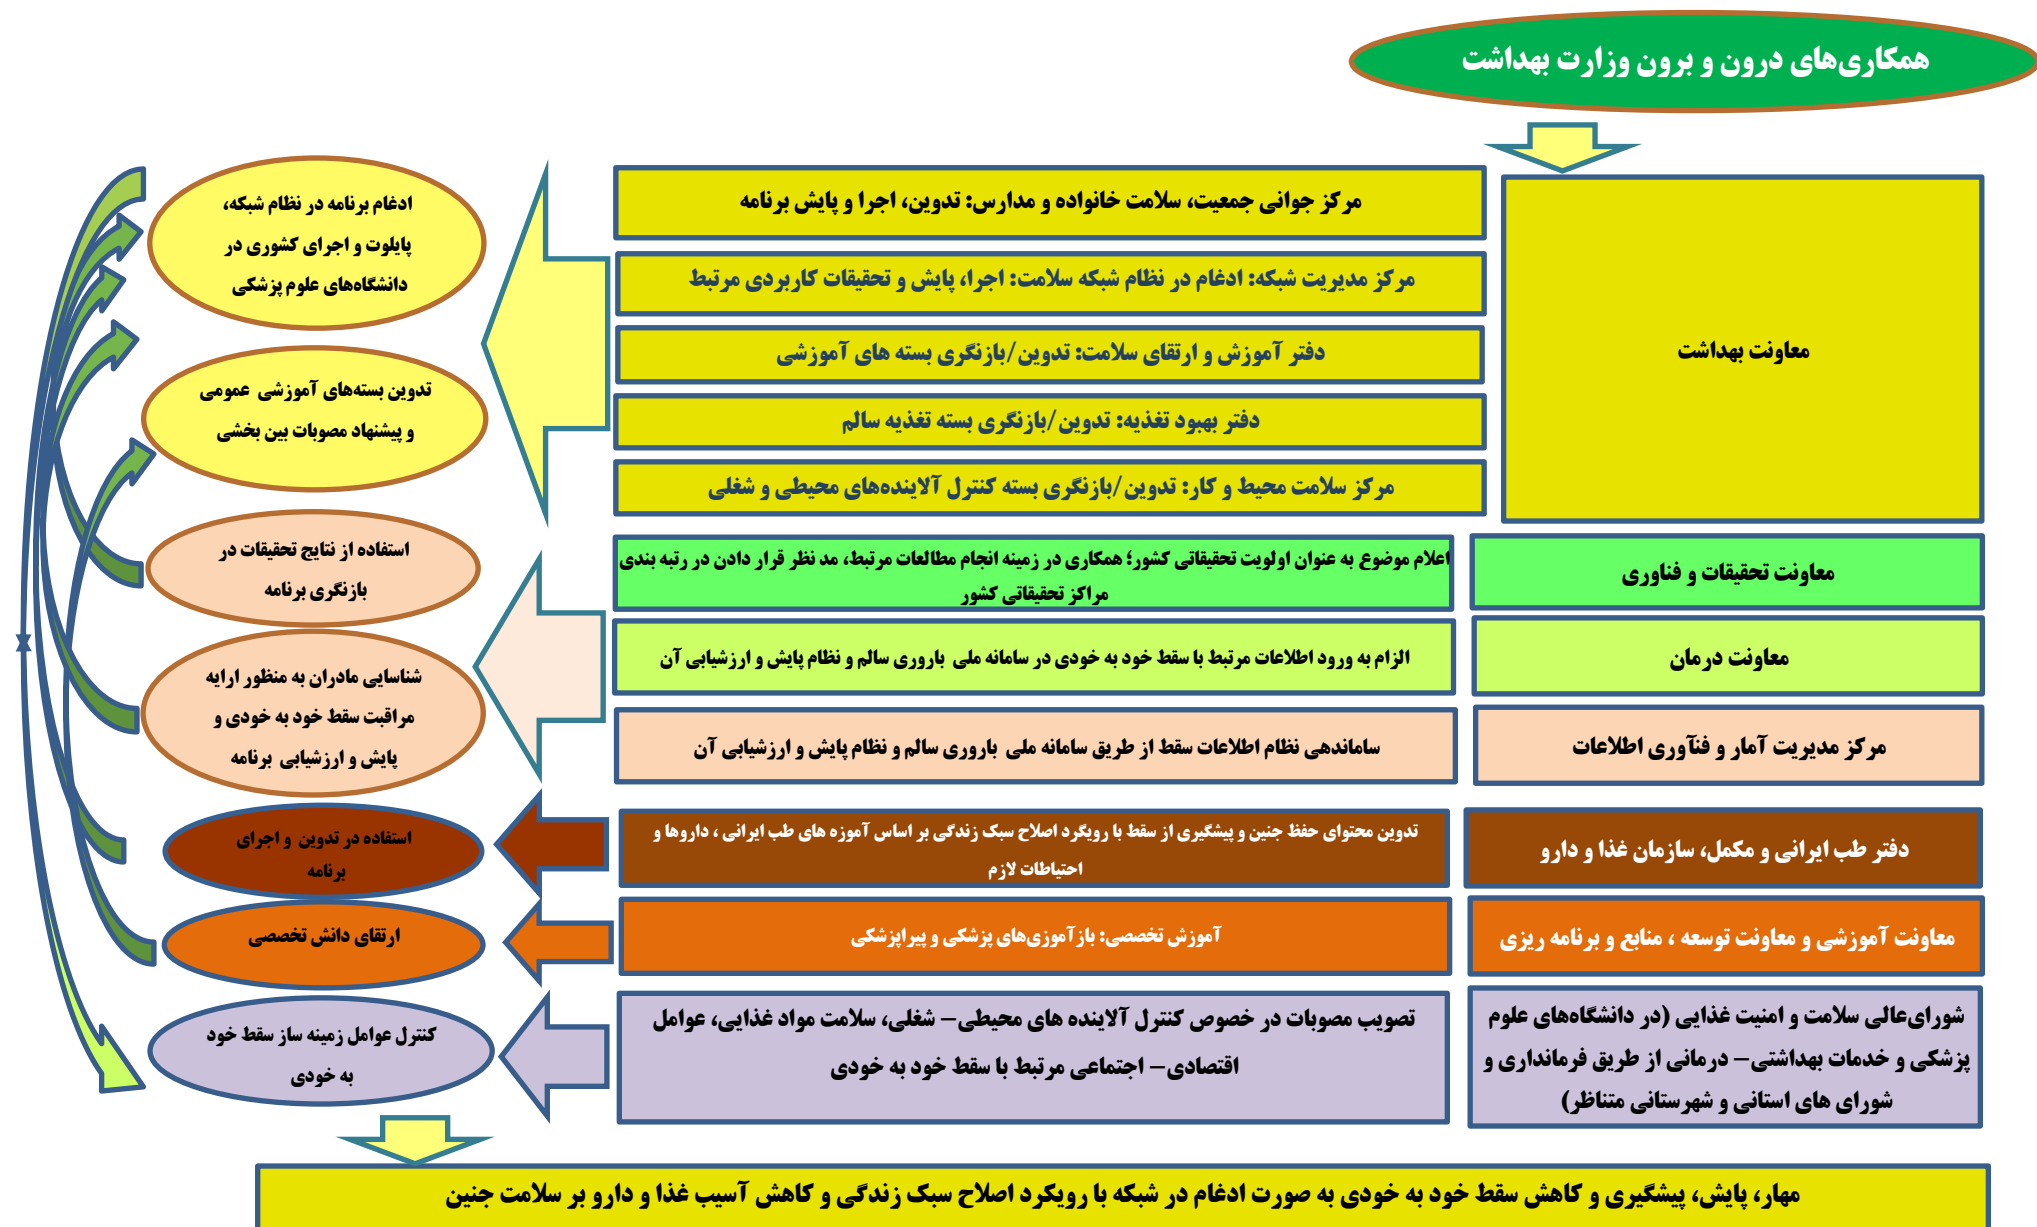 همکاری‌های درون و برون وزارت بهداشت
معاونت بهداشت
مرکز جوانی جمعیت، سلامت خانواده و مدارس: تدوین، اجرا و پایش برنامه
مرکز مدیریت شبکه: ادغام در نظام شبکه سلامت: اجرا، پایش و تحقیقات کاربردی مرتبط
دفتر آموزش و ارتقای سلامت: تدوین/بازنگری بسته های آموزشی
دفتر بهبود تغذیه: تدوین/بازنگری بسته تغذیه سالم
مرکز سلامت محیط و کار: تدوین/بازنگری بسته کنترل آلاینده‌های محیطی و شغلی
ادغام برنامه در نظام شبکه،
پایلوت و اجرای کشوری در
دانشگاه‌های علوم پزشکی
تدوین بسته‌های آموزشی عمومی
و پیشنهاد مصوبات بین بخشی
معاونت تحقیقات و فناوری
اعلام موضوع به عنوان اولویت تحقیقاتی کشور؛ همکاری در زمینه انجام مطالعات مرتبط، مد نظر قرار دادن در رتبه بندی
مراکز تحقیقاتی کشور
استفاده از نتایج تحقیقات در
بازنگری برنامه
معاونت درمان
الزام به ورود اطلاعات مرتبط با سقط خود به خودی در سامانه ملی باروری سالم و نظام پایش و ارزشیابی آن
مرکز مدیریت آمار و فنآوری اطلاعات
ساماندهی نظام اطلاعات سقط از طریق سامانه ملی باروری سالم و نظام پایش و ارزشیابی آن
شناسایی مادران به منظور ارایه
مراقبت سقط خود به خودی و
پایش و ارزشیابی برنامه
دفتر طب ایرانی و مکمل، سازمان غذا و دارو
تدوین محتوای حفظ جنین و پیشگیری از سقط با رویکرد اصلاح سبک زندگی بر اساس آموزه های طب ایرانی ، داروها و
احتیاطات لازم
استفاده در تدوین و اجرای
برنامه
معاونت آموزشی و معاونت توسعه ، منابع و برنامه ریزی
آموزش تخصصی: بازآموزی‌های پزشکی و پیراپزشکی
ارتقای دانش تخصصی
شورای‌عالی سلامت و امنیت غذایی (در دانشگاه‌های علوم
پزشکی و خدمات بهداشتی- درمانی از طریق فرمانداری و
شورای های استانی و شهرستانی متناظر)
تصویب مصوبات در خصوص کنترل آلاینده های محیطی- شغلی، سلامت مواد غذایی، عوامل
اقتصادی- اجتماعی مرتبط با سقط خود به خودی
کنترل عوامل زمینه ساز سقط خود
به خودی
مهار، پایش، پیشگیری و کاهش سقط خود به خودی به صورت ادغام در شبکه با رویکرد اصلاح سبک زندگی و کاهش آسیب غذا و دارو بر سلامت جنین